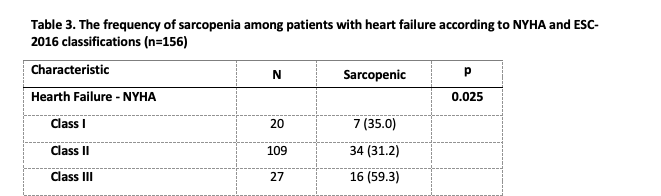 Table 3. The frequency of sarcopenia among patients with heart failure according to NYHA and ESC-
2016 classifications (n=156)
Characteristic N Sarcopenic p
Hearth Failure - NYHA 0.025
Class I 20 7 (35.0)
Class II 109 34 (31.2)
Class III 27 16 (59.3)